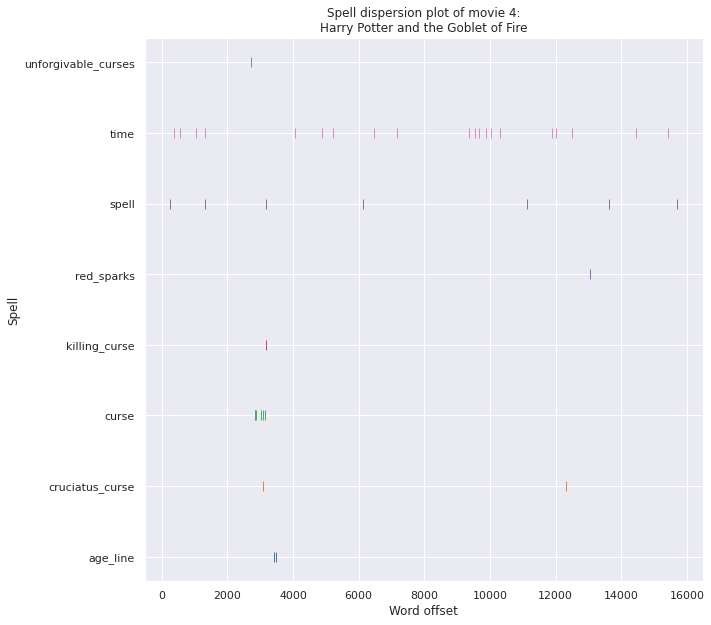 Spell dispersion plot of movie 4:
Harry Potter and the Goblet of Fire
unforgivable_curses
time
spell
red_sparks
killing_curse
curse
cruciatus_curse
age_line
Spell
0 2000 4000 6000 8000 10000 12000 14000 16000
Word offset